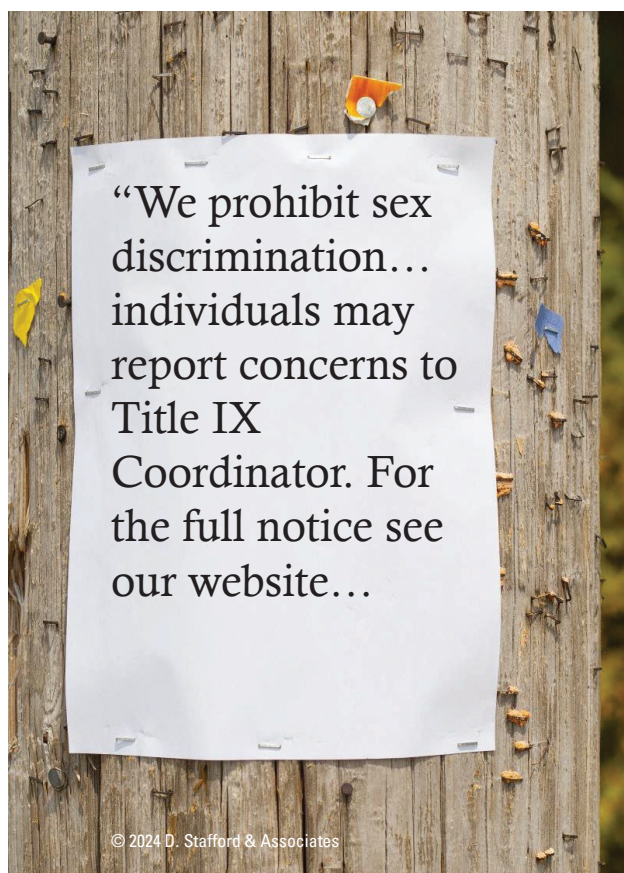 “We prohibit sex
discrimination…
individuals may
report concerns to
Title IX
Coordinator. For
the full notice see
our website…
© 2024 D. Stafford & Associates